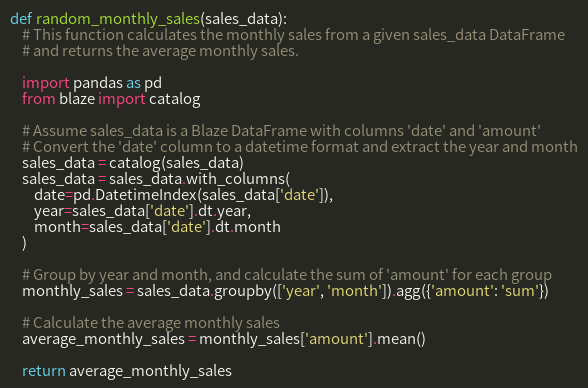 def random_monthly_sales(sales_data):
    # This function calculates the monthly sales from a given sales_data DataFrame
    # and returns the average monthly sales.

    import pandas as pd
    from blaze import catalog

    # Assume sales_data is a Blaze DataFrame with columns 'date' and 'amount'
    # Convert the 'date' column to a datetime format and extract the year and month
    sales_data = catalog(sales_data)
    sales_data = sales_data.with_columns(
        date=pd.DatetimeIndex(sales_data['date']),
        year=sales_data['date'].dt.year,
        month=sales_data['date'].dt.month
    )

    # Group by year and month, and calculate the sum of 'amount' for each group
    monthly_sales = sales_data.groupby(['year', 'month']).agg({'amount': 'sum'})

    # Calculate the average monthly sales
    average_monthly_sales = monthly_sales['amount'].mean()

    return average_monthly_sales